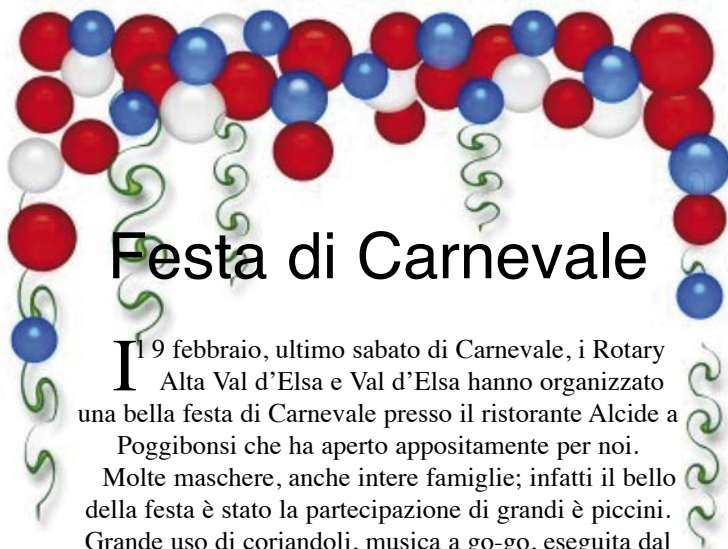 Festa di Carnevale
Il 9 febbraio, ultimo sabato di Carnevale, i Rotary
Alta Val d'Elsa e Val d'Elsa hanno organizzato
una bella festa di Carnevale presso il ristorante Alcide a
Poggibonsi che ha aperto appositamente per noi.
Molte maschere, anche intere famiglie; infatti il bello
della festa è stato la partecipazione di grandi è piccini.
Grande uso di coriandoli, musica a go-go, eseguita dal